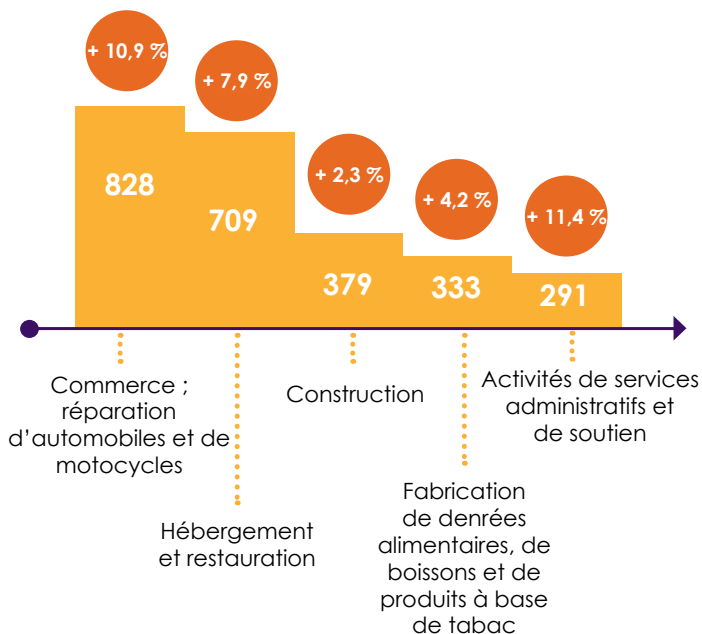 + 10,9 %
+ 7,9 %
+ 2,3 %
+ 4,2 %
+ 11,4 %
828
709
379
333
291
Commerce ;
réparation
d'automobiles et de
motocycles
Hébergement
et restauration
Construction
Fabrication
de denrées
alimentaires, de
boissons et de
produits à base
de tabac
Activités de services
administratifs et
de soutien